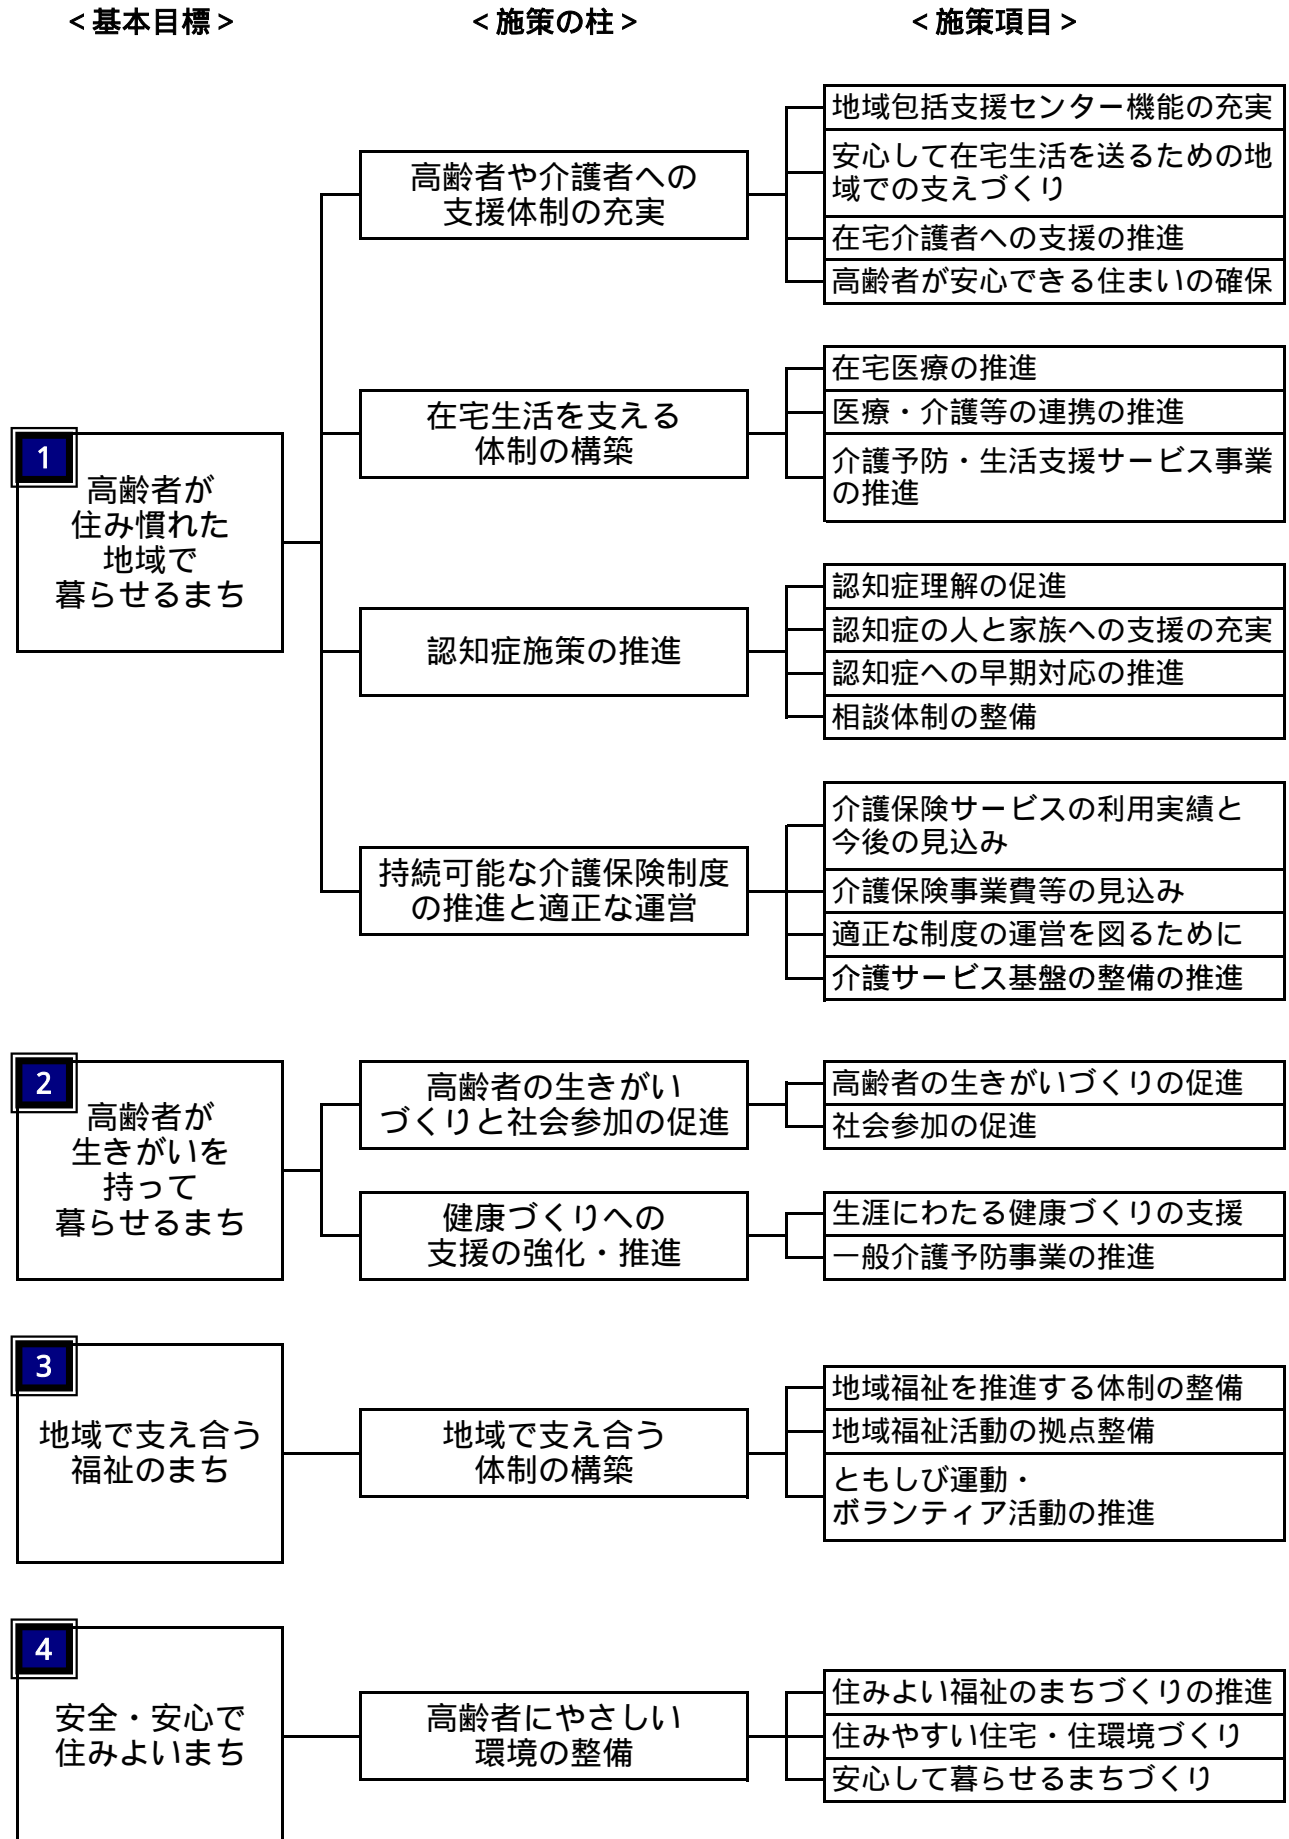 ＜基本目標＞
＜施策の柱＞
＜施策項目＞
1
高齢者が
住み慣れた
地域で
暮らせるまち
高齢者や介護者への
支援体制の充実
地域包括支援センター機能の充実
安心して在宅生活を送るための地
域での支えづくり
在宅介護者への支援の推進
高齢者が安心できる住まいの確保
在宅生活を支える
体制の構築
在宅医療の推進
医療・介護等の連携の推進
介護予防・生活支援サービス事業
の推進
認知症施策の推進
認知症理解の促進
認知症の人と家族への支援の充実
認知症への早期対応の推進
相談体制の整備
持続可能な介護保険制度
の推進と適正な運営
介護保険サービスの利用実績と
今後の見込み
介護保険事業費等の見込み
適正な制度の運営を図るために
介護サービス基盤の整備の推進
2
高齢者が
生きがいを
持って
暮らせるまち
高齢者の生きがい
づくりと社会参加の促進
高齢者の生きがいづくりの促進
社会参加の促進
健康づくりへの
支援の強化・推進
生涯にわたる健康づくりの支援
一般介護予防事業の推進
3
地域で支え合う
福祉のまち
地域で支え合う
体制の構築
地域福祉を推進する体制の整備
地域福祉活動の拠点整備
ともしび運動・
ボランティア活動の推進
4
安全・安心で
住みよいまち
高齢者にやさしい
環境の整備
住みよい福祉のまちづくりの推進
住みやすい住宅・住環境づくり
安心して暮らせるまちづくり